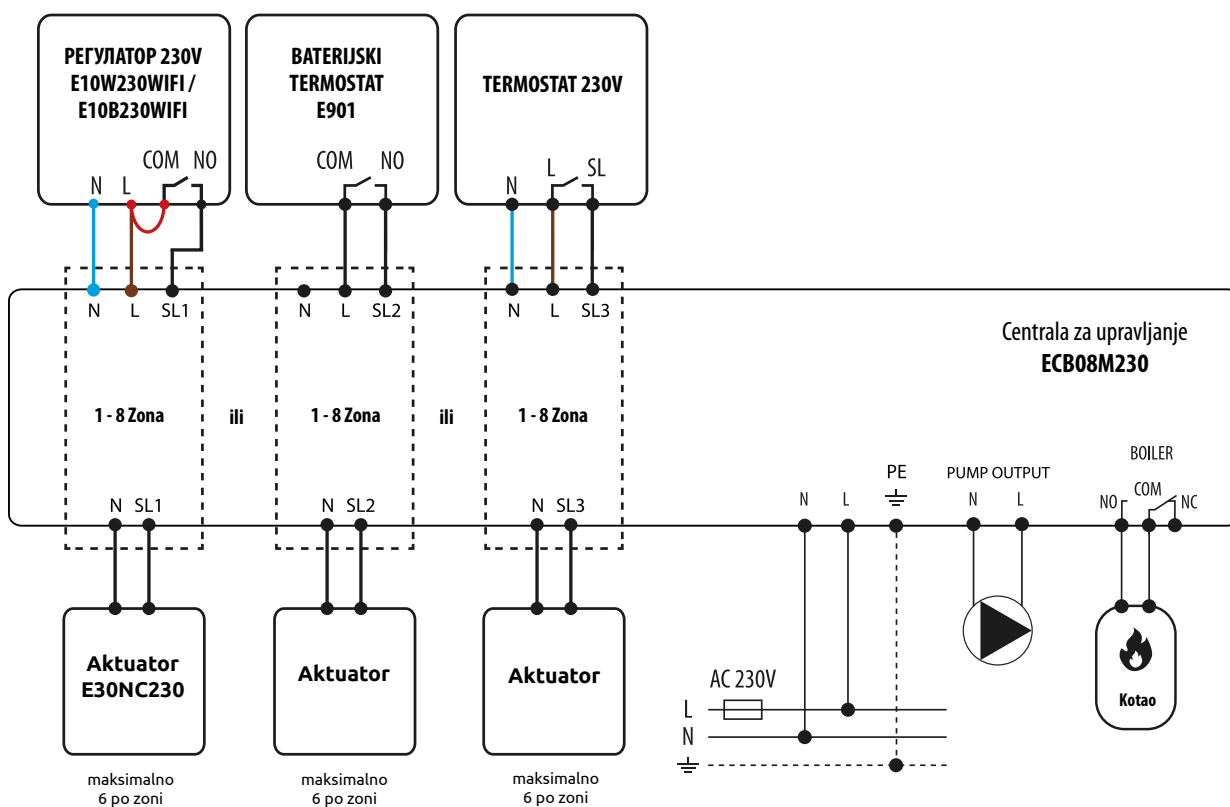 РЕГУЛАТОР 230V
E10W230WIFI /
E10B230WIFI
COM NO
N L
BATERIJSKI
TERMOSTAT
E901
COM NO
TERMOSTAT 230V
L SL
N
N L SL1
N L SL2
N L SL3
Centrala za upravljanje
ECB08M230
1 - 8 Zona
ili
1 - 8 Zona
ili
1 - 8 Zona
N SL1
N SL2
N SL3
N L
PE
PUMP OUTPUT
N L
BOILER
NO COM NC
Aktuator
E30NC230
maksimalno
6 po zoni
Aktuator
maksimalno
6 po zoni
Aktuator
maksimalno
6 po zoni
AC 230V
L
N
Kotao